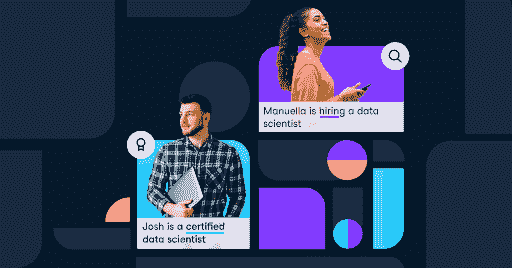 Manuella is hiring a data
scientist
Josh is a certified
data scientist